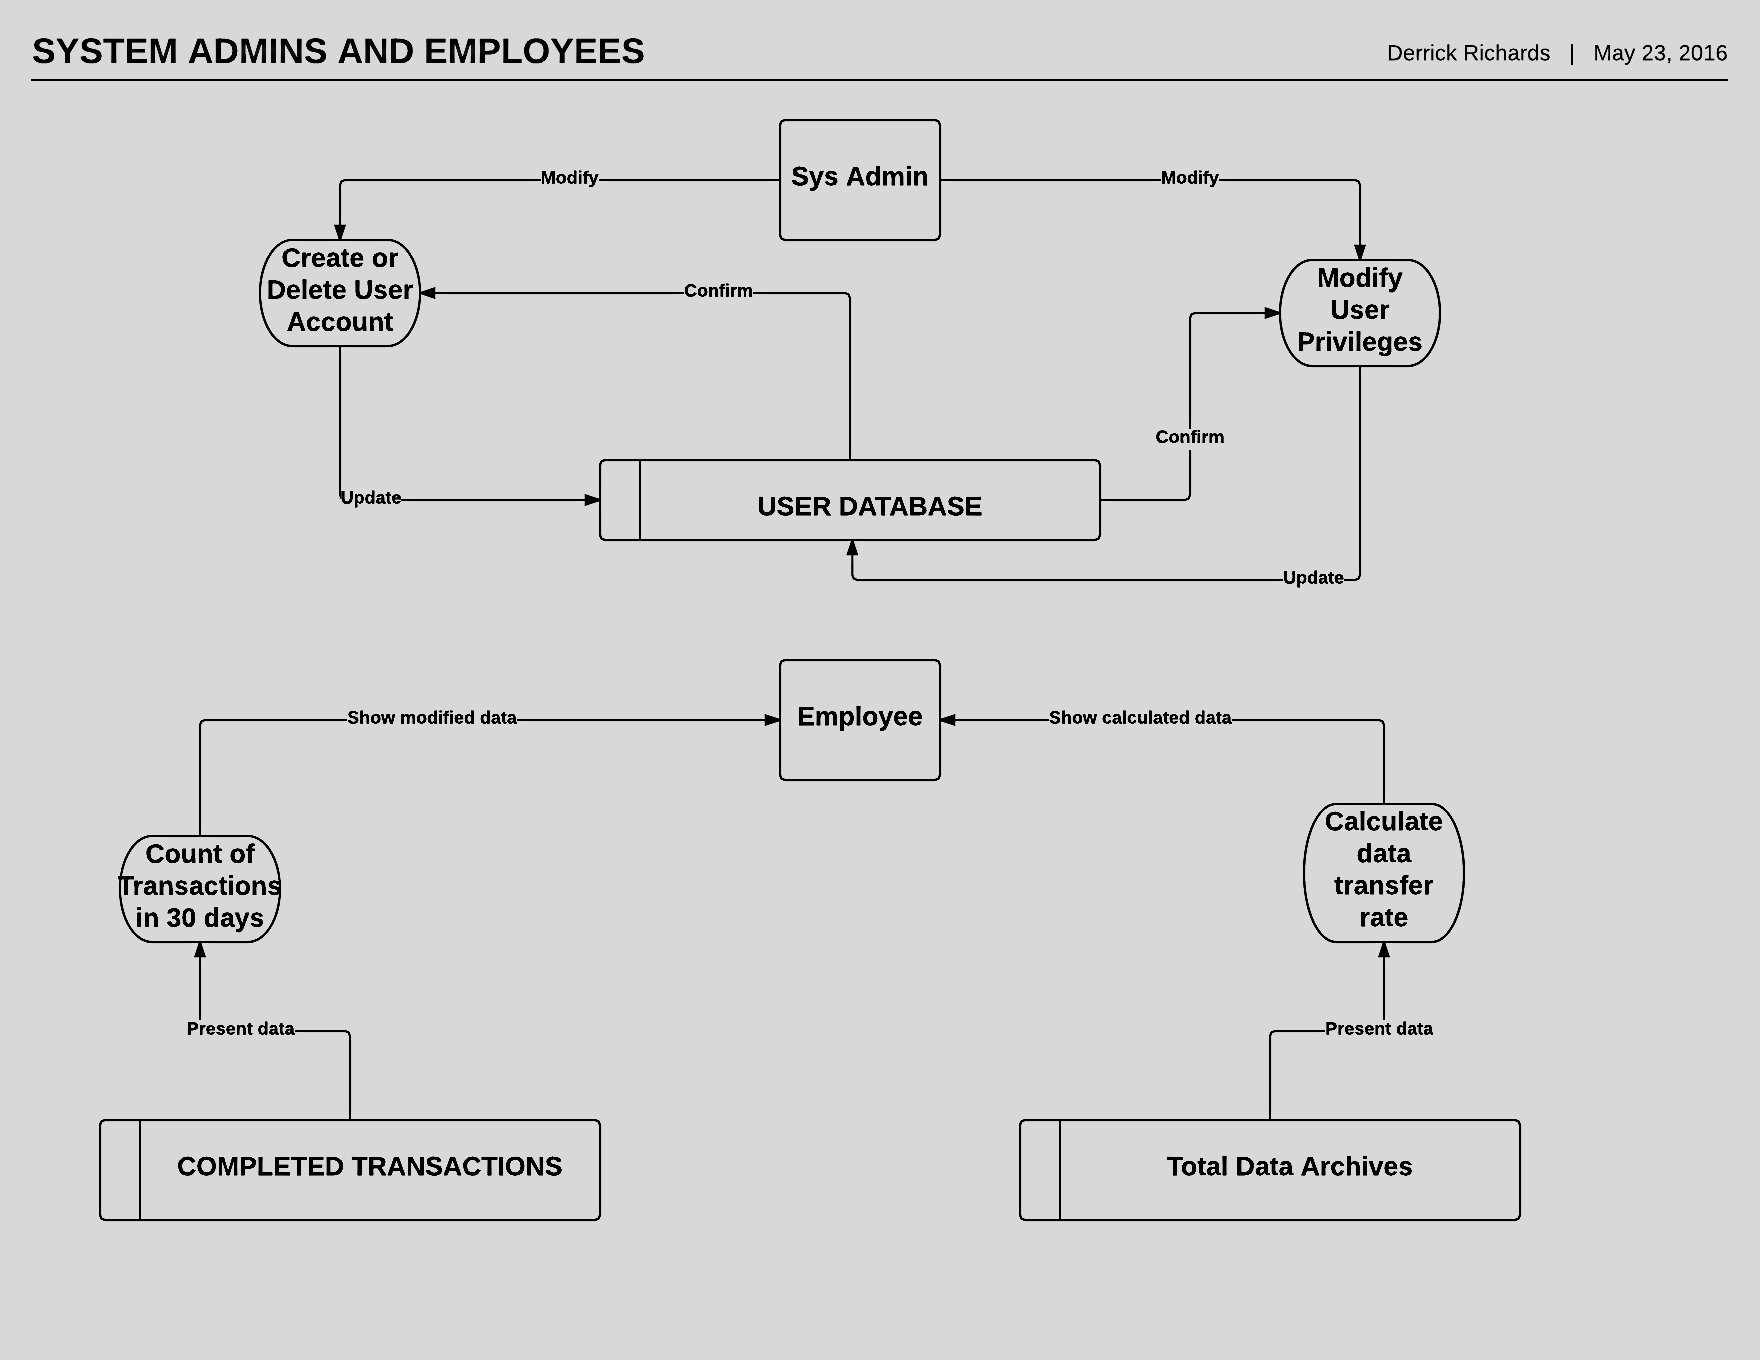 SYSTEM ADMINS AND EMPLOYEES
Derrick Richards | May 23, 2016
Sys Admin
Modify
Modify
Create or
Delete User
Account
Confirm
Modify
User
Privileges
Confirm
Update
USER DATABASE
Update
Employee
Show modified data
Show calculated data
Count of
Transactions
in 30 days
Calculate
data
transfer
rate
Present data
Present data
COMPLETED TRANSACTIONS
Total Data Archives